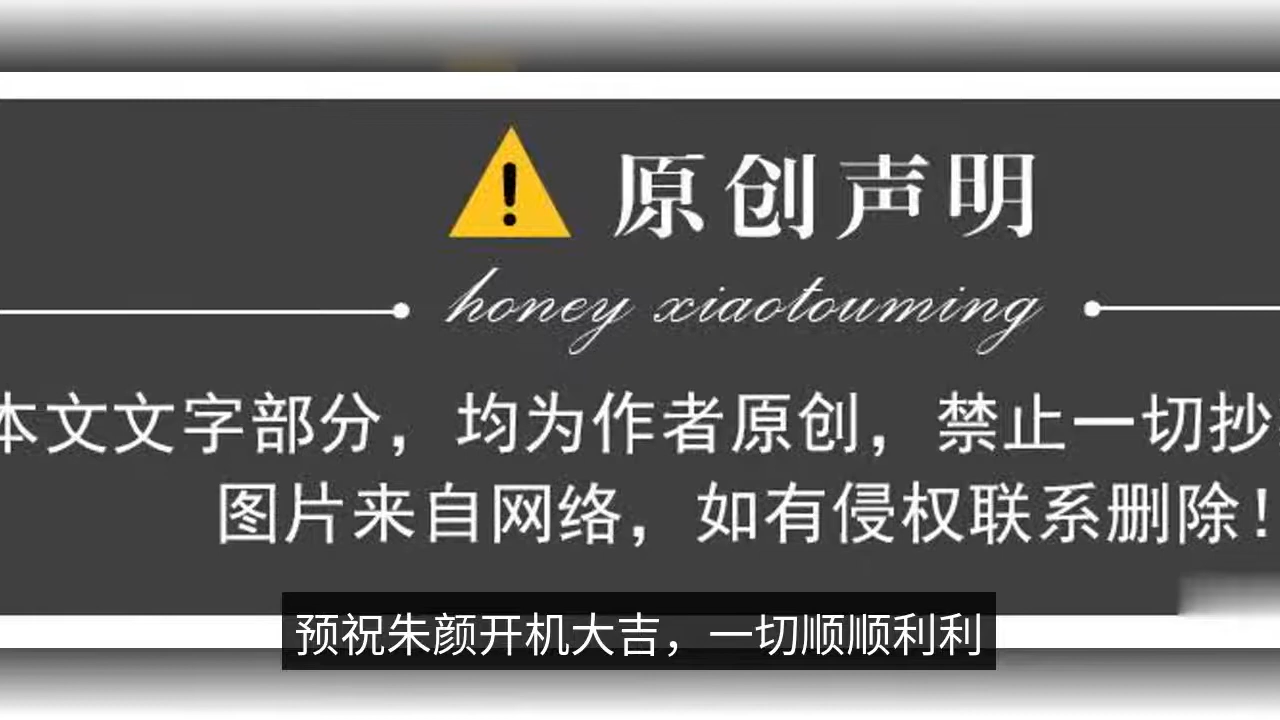 原创声明
honey xiaotouming
本文文字部分，均为作者原创，禁止一切抄
图片来自网络，如有侵权联系删除！
预祝朱颜开机大吉，一切顺顺利利